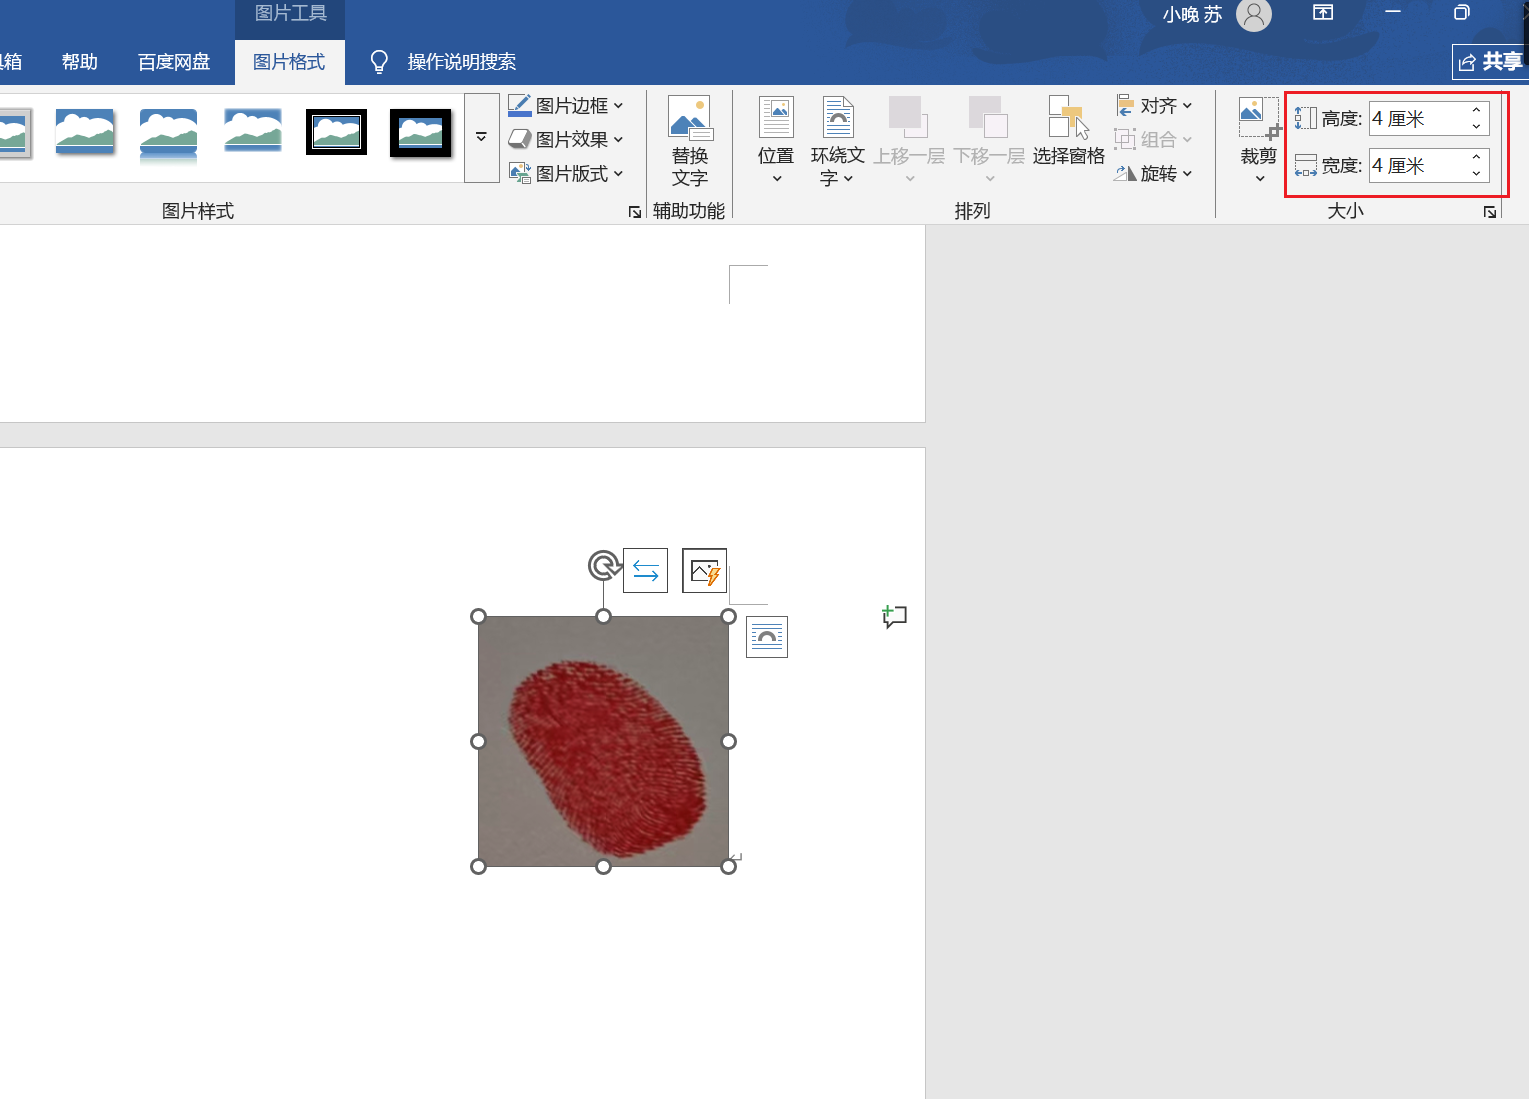 图片工具
小晚 苏
箱
帮助
百度网盘
图片格式
操作说明搜索
共享
图片边框
图片效果
图片版式
图片样式
替换
文字
辅助功能
位置
环绕文
字
上移一层
下移一层
选择窗格
对齐
组合
旋转
排列
裁剪
高度: 4 厘米
宽度: 4 厘米
大小